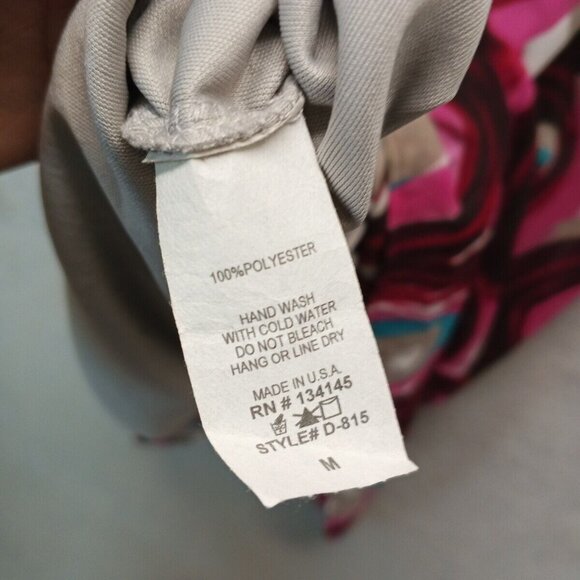 100%POLYESTER
HAND WASH
WITH COLD WATER
DO NOT BLEACH
HANG OR LINE DRY
MADE IN U.S.A.
RN # 134145
STYLE# D-815
M